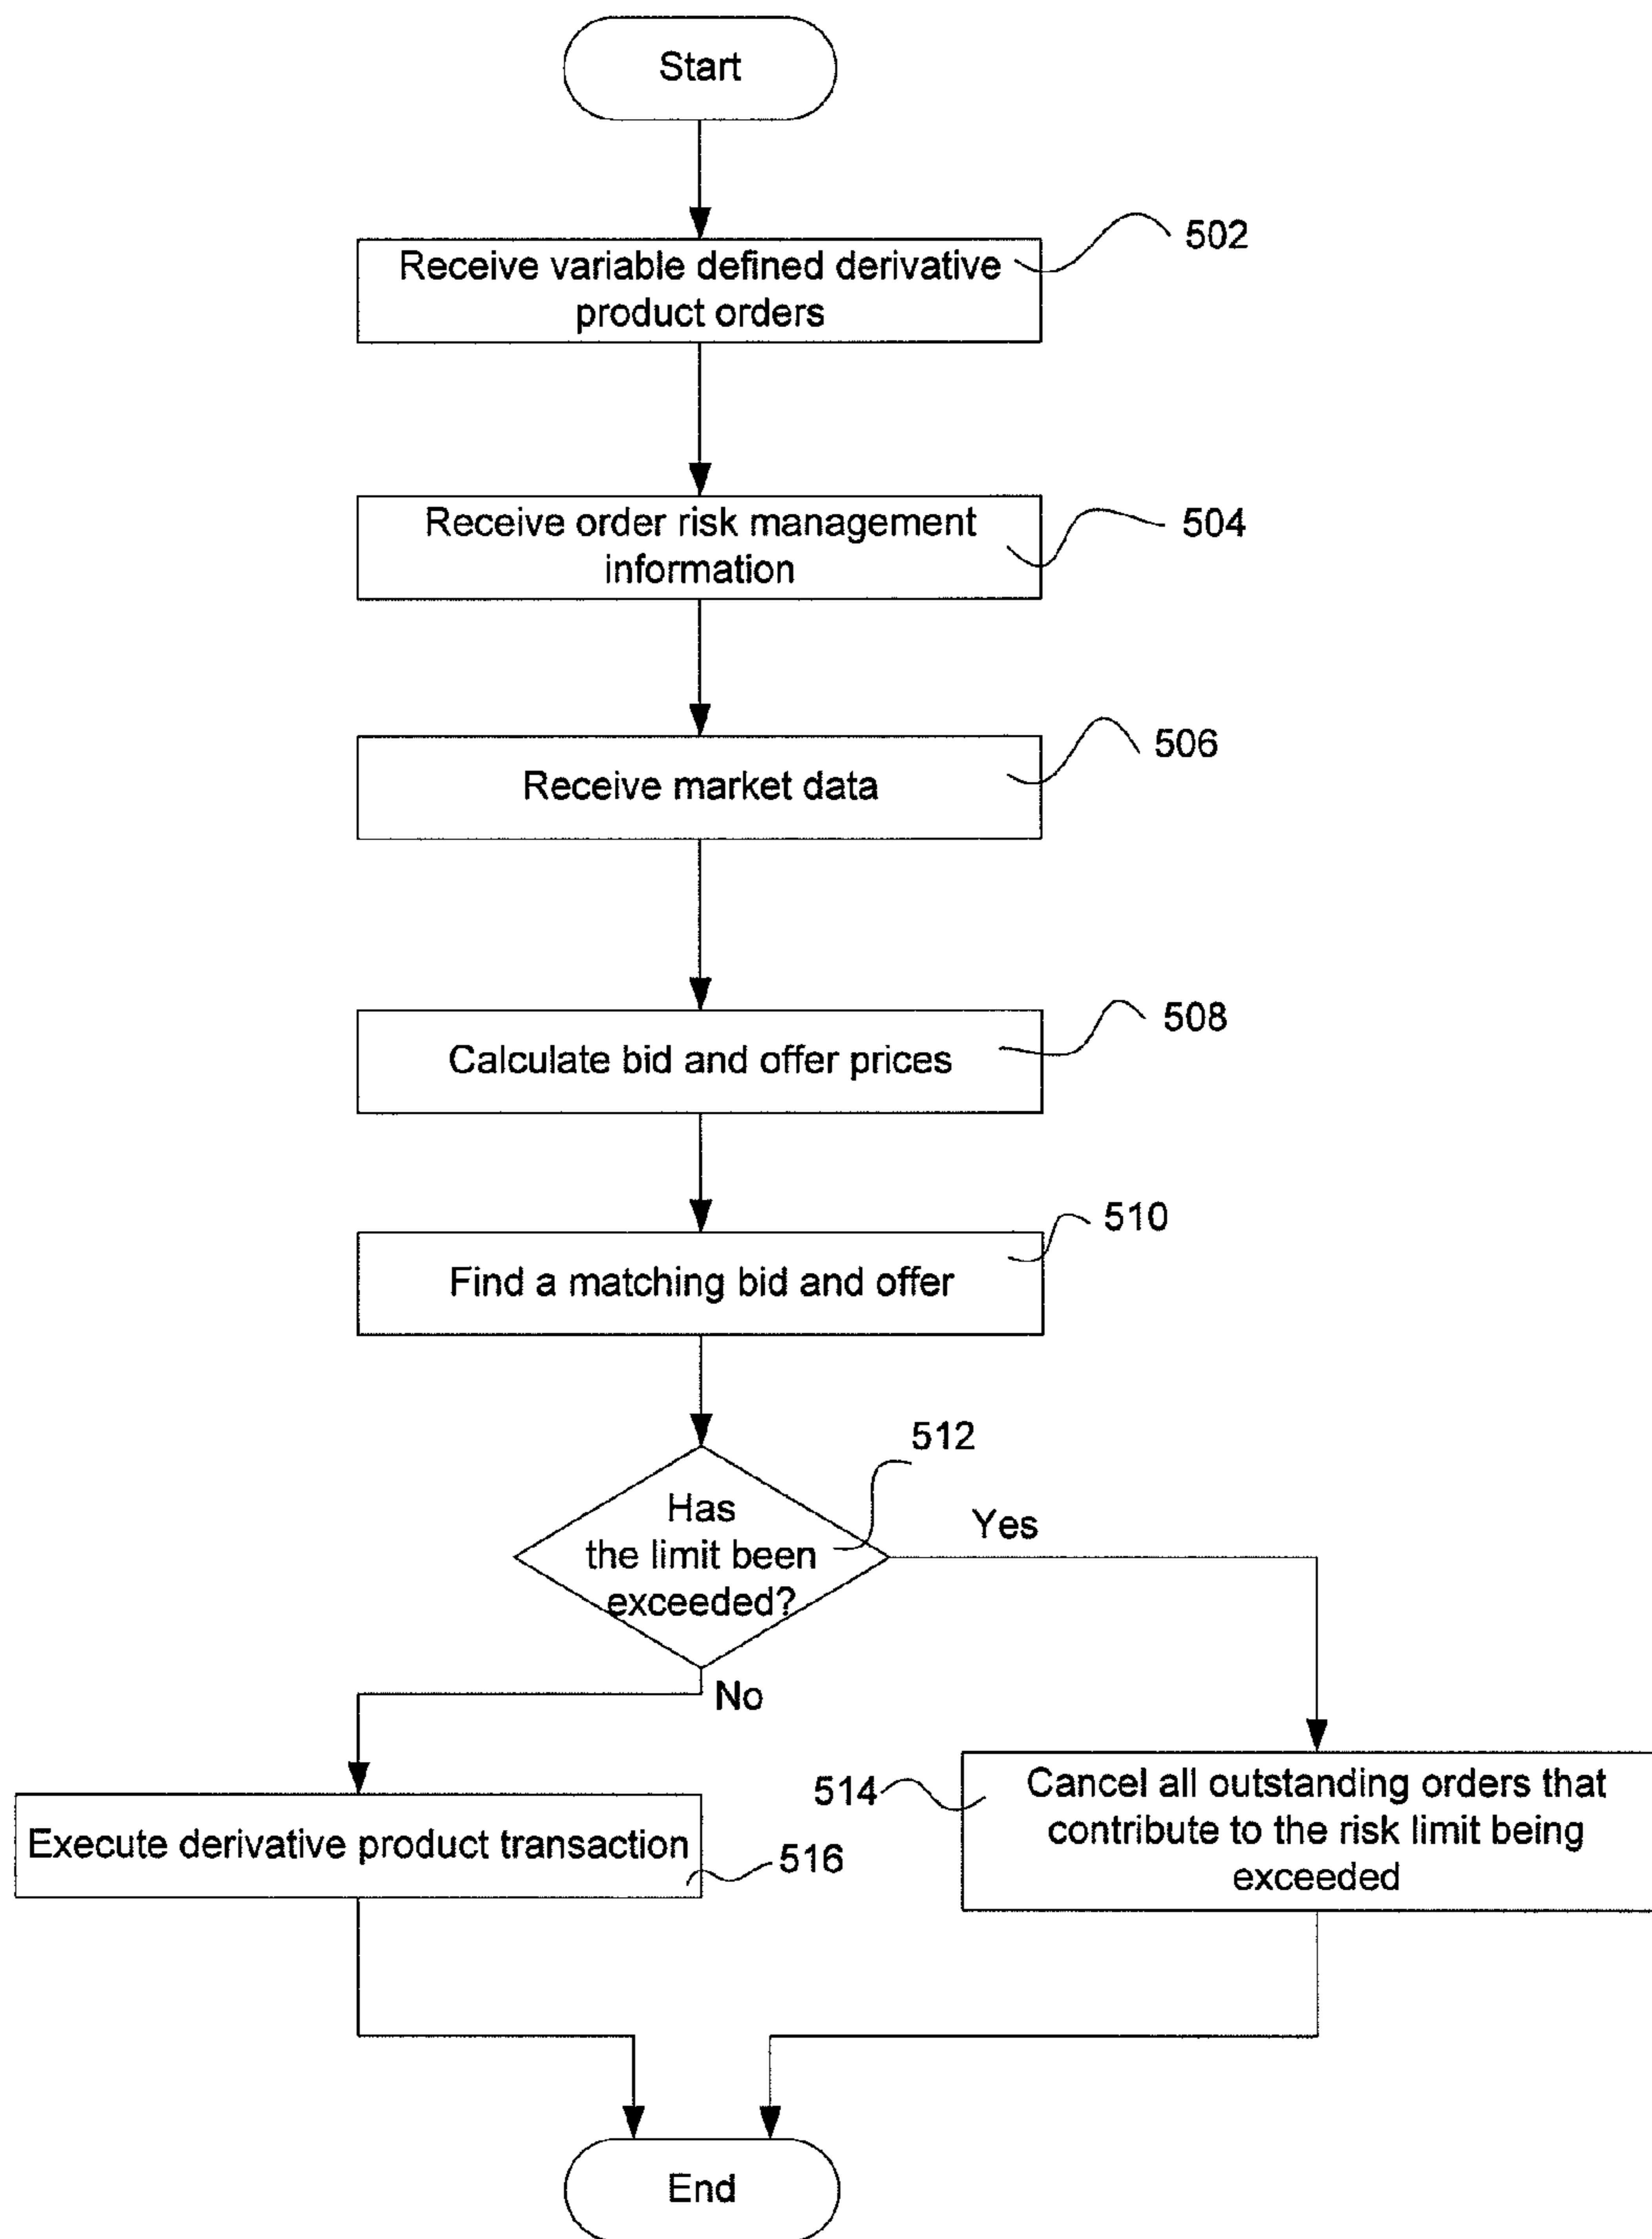 Start
502
Receive variable defined derivative
product orders
504
Receive order risk management
information
506
Receive market data
508
Calculate bid and offer prices
510
Find a matching bid and offer
512
Has
the limit been
exceeded?
Yes
No
514
Cancel all outstanding orders that
contribute to the risk limit being
exceeded
Execute derivative product transaction
516
End